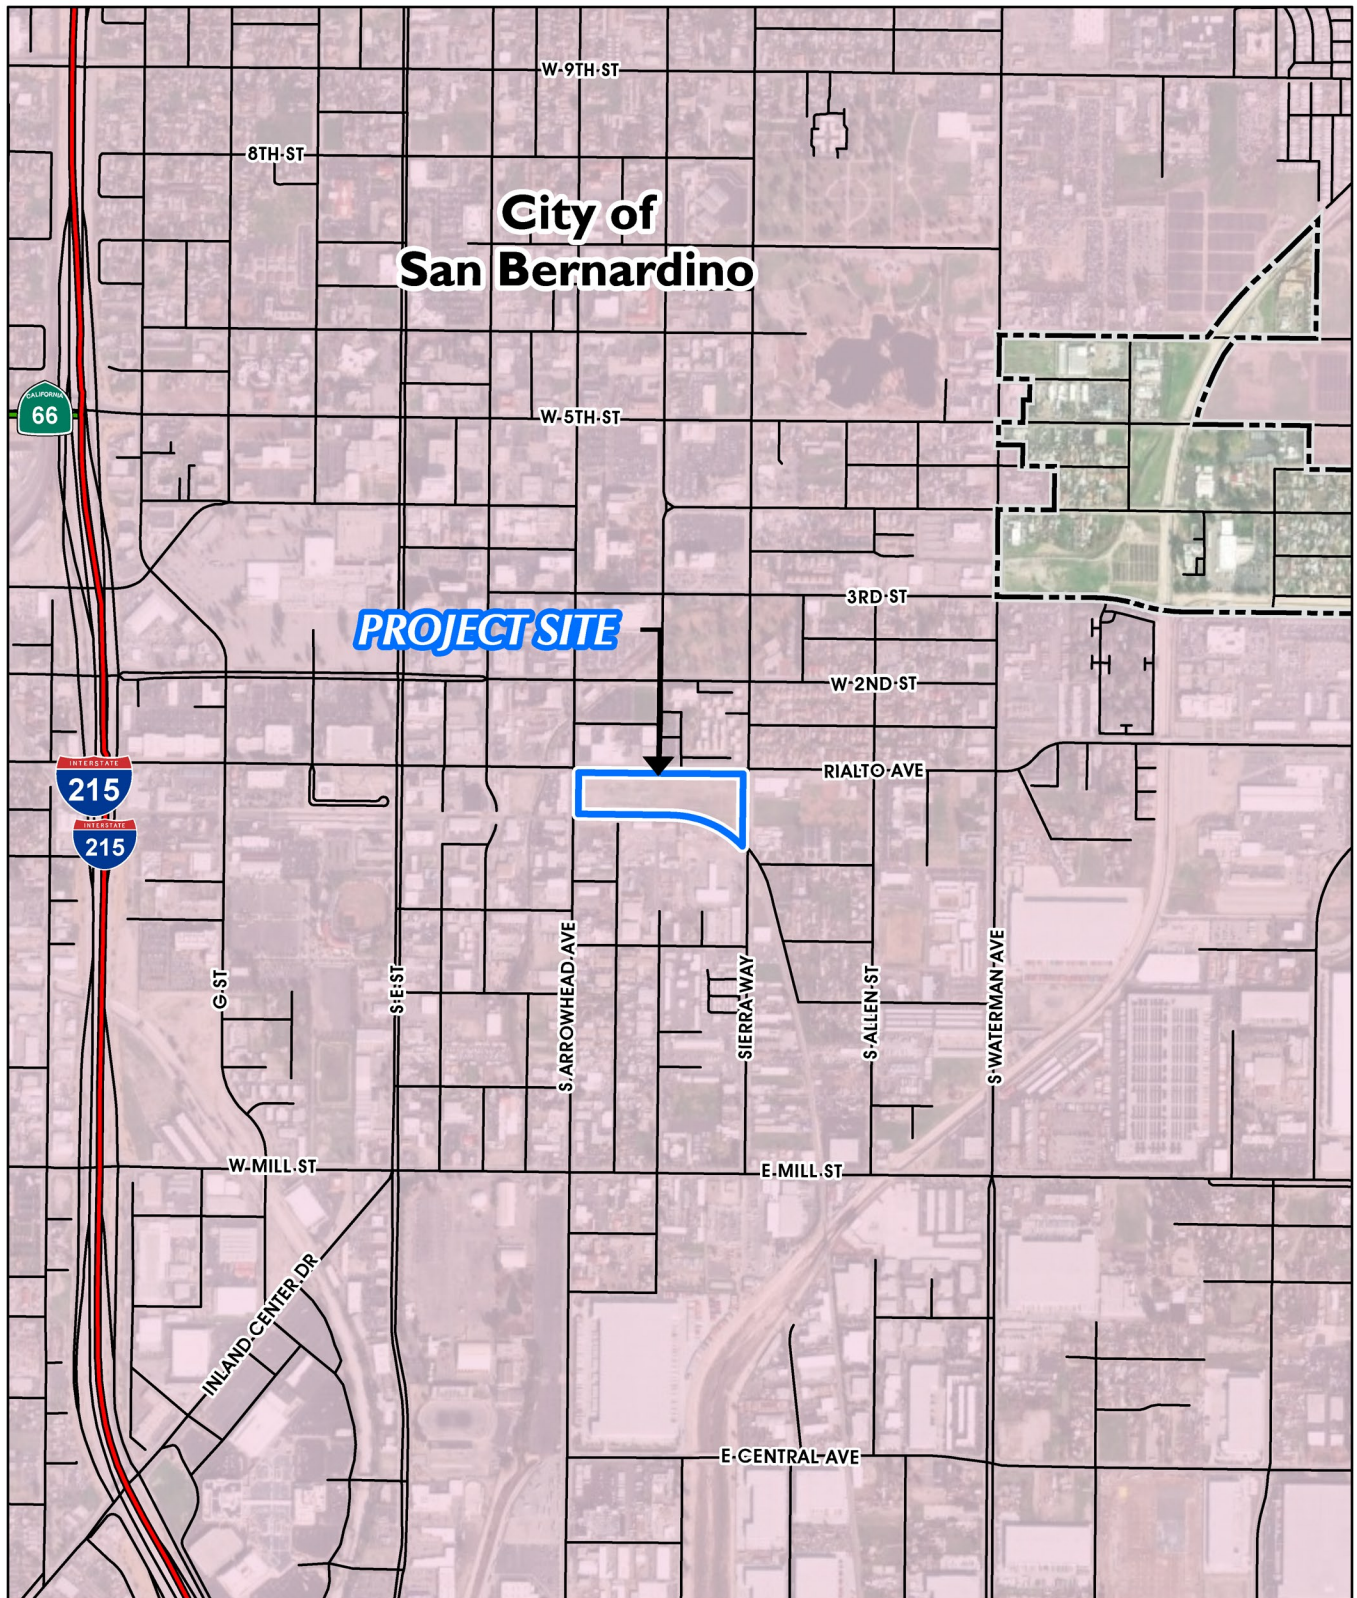 W 9TH ST
8TH ST
City of
San Bernardino
CALIFORNIA
66
W 5TH ST
3RD ST
PROJECT SITE
W 2ND ST
INTERSTATE
215
RIALTO AVE
INTERSTATE
215
G ST
S E ST
S ARROWHEAD AVE
SIERRA WAY
S ALLEN ST
S WATERMAN AVE
W MILL ST
E MILL ST
INLAND CENTER DR
E CENTRAL AVE